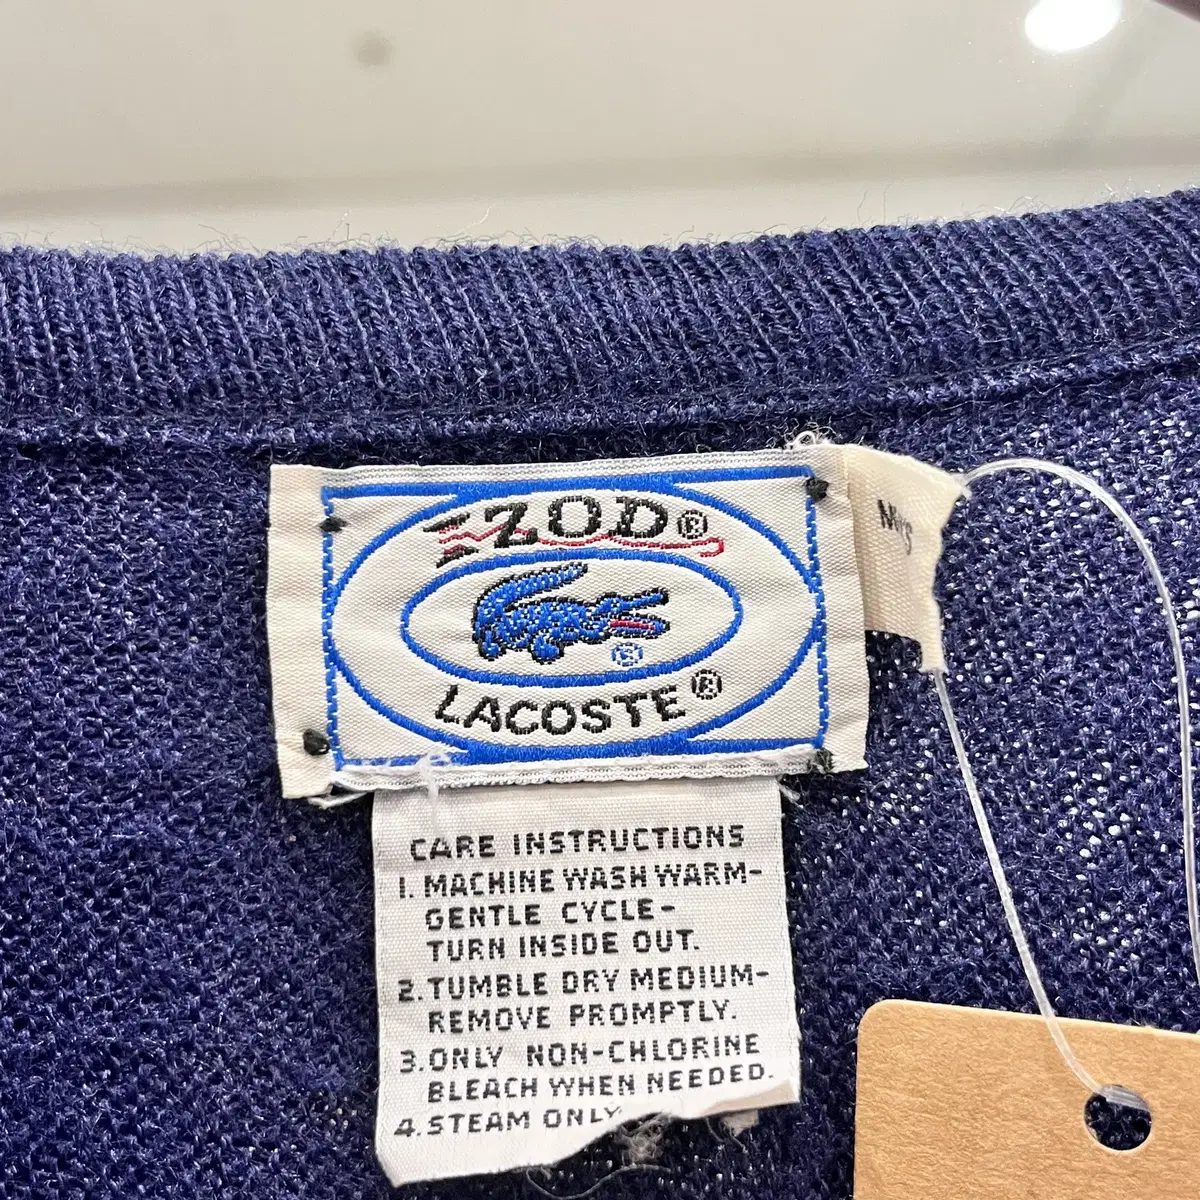 IZOD®
®
LACOSTE®
CARE INSTRUCTIONS
1. MACHINE WASH WARM-
GENTLE CYCLE-
TURN INSIDE OUT.
2. TUMBLE DRY MEDIUM-
REMOVE PROMPTLY.
3. ONLY NON-CHLORINE
BLEACH WHEN NEEDED.
4. STEAM ONLY